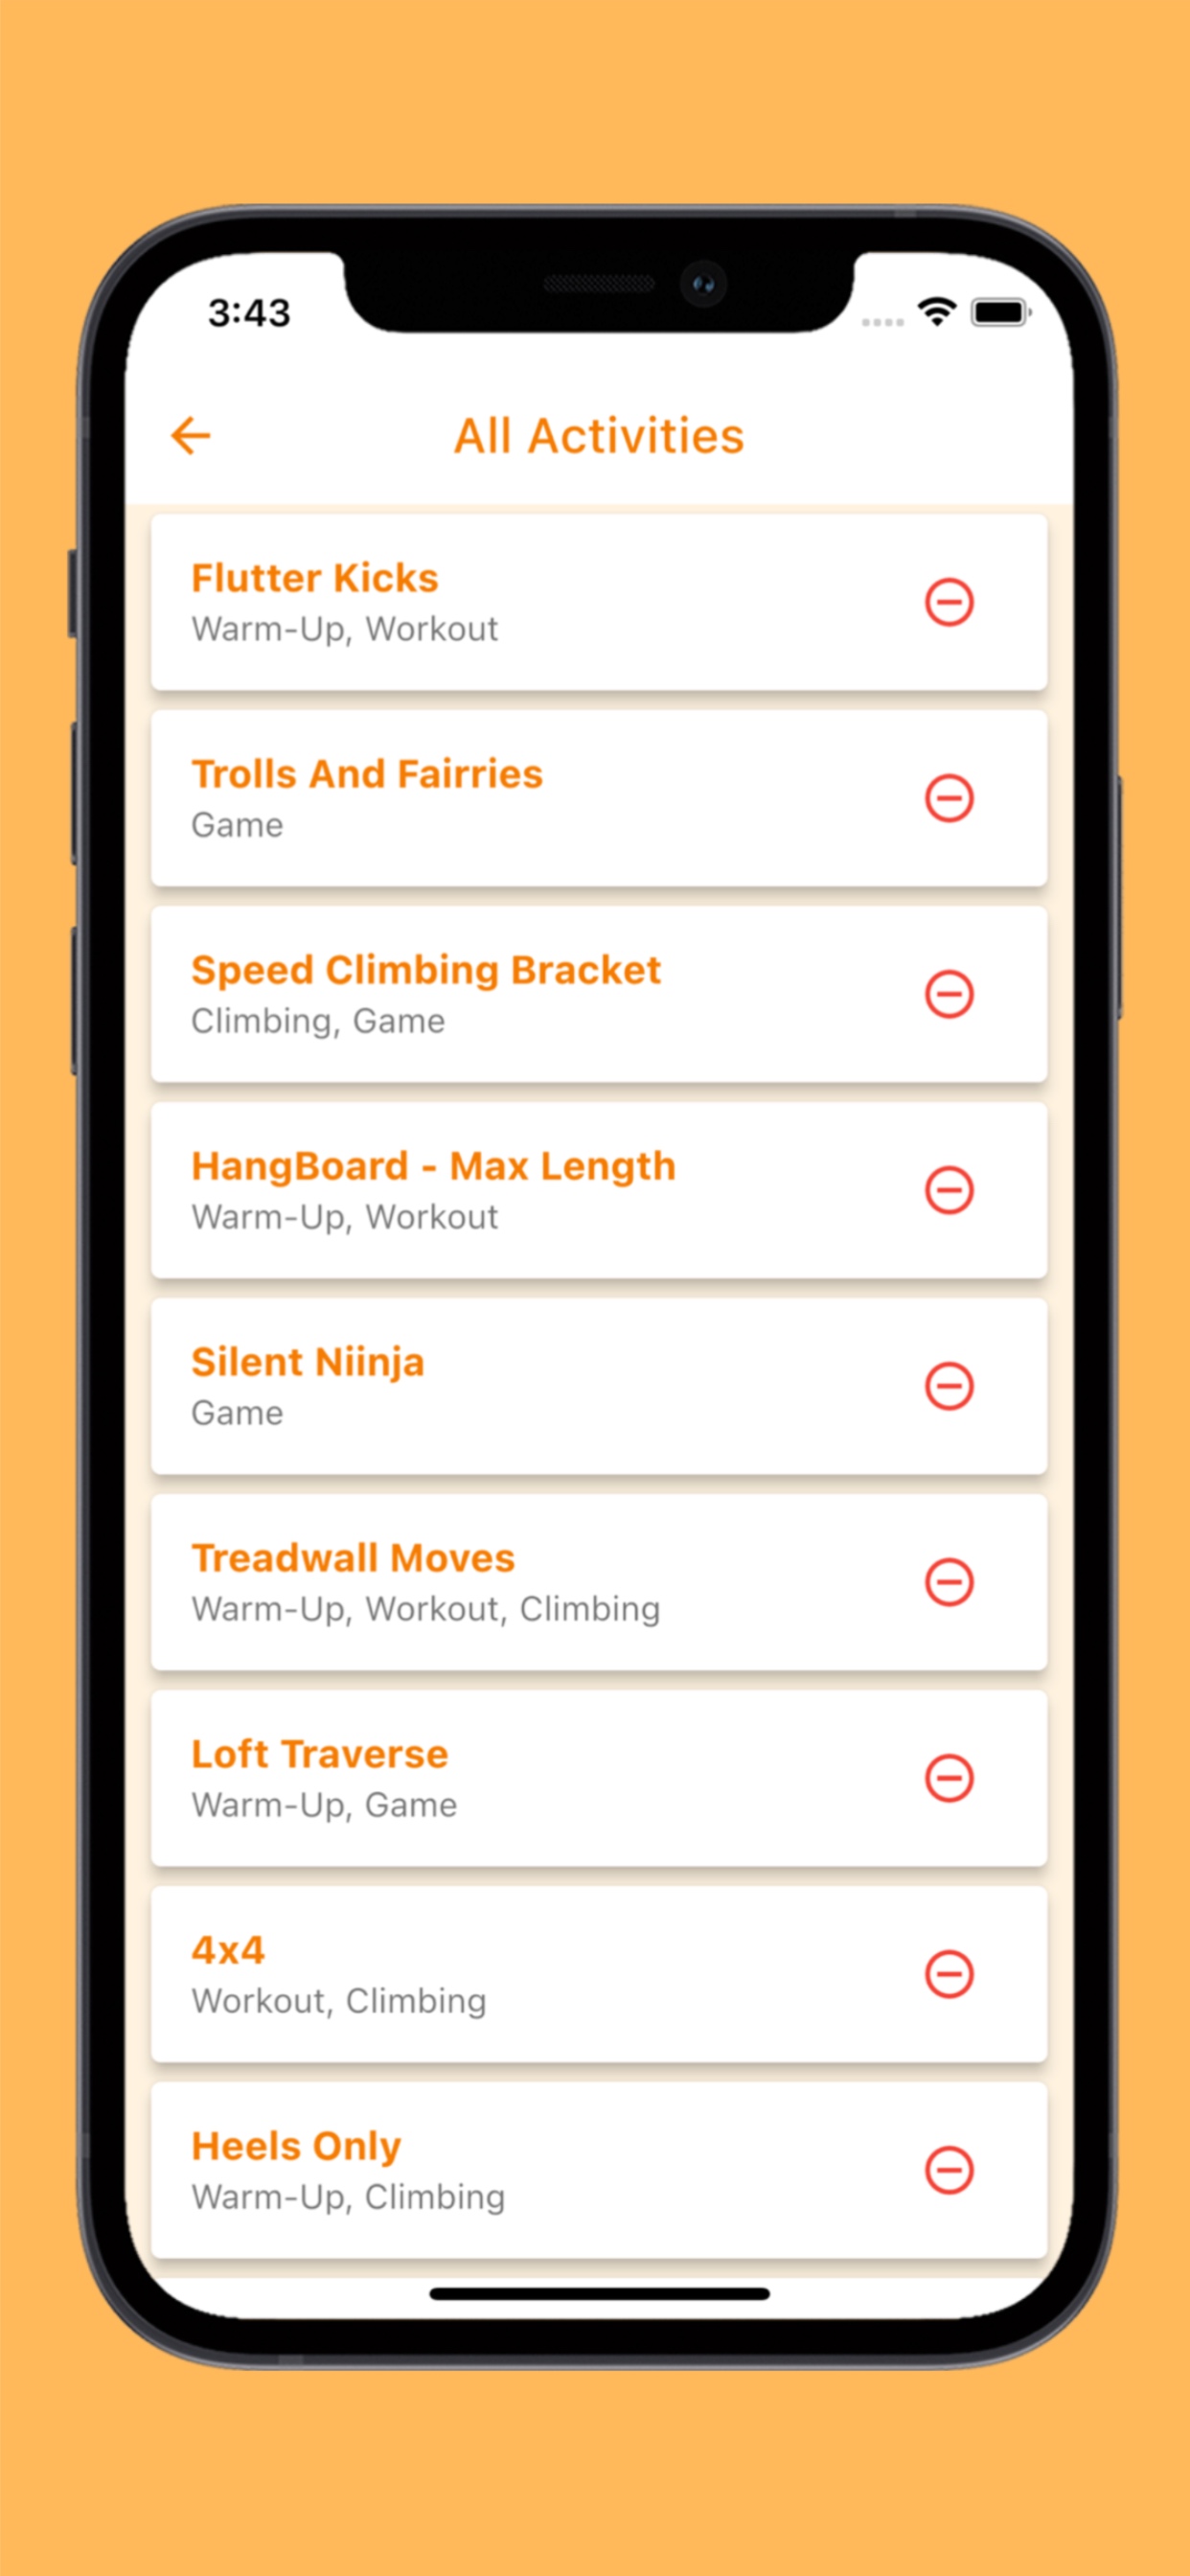 3:43
All Activities
Flutter Kicks
Warm-Up, Workout
Trolls And Fairries
Game
Speed Climbing Bracket
Climbing, Game
HangBoard - Max Length
Warm-Up, Workout
Silent Niinja
Game
Treadwall Moves
Warm-Up, Workout, Climbing
Loft Traverse
Warm-Up, Game
4x4
Workout, Climbing
Heels Only
Warm-Up, Climbing